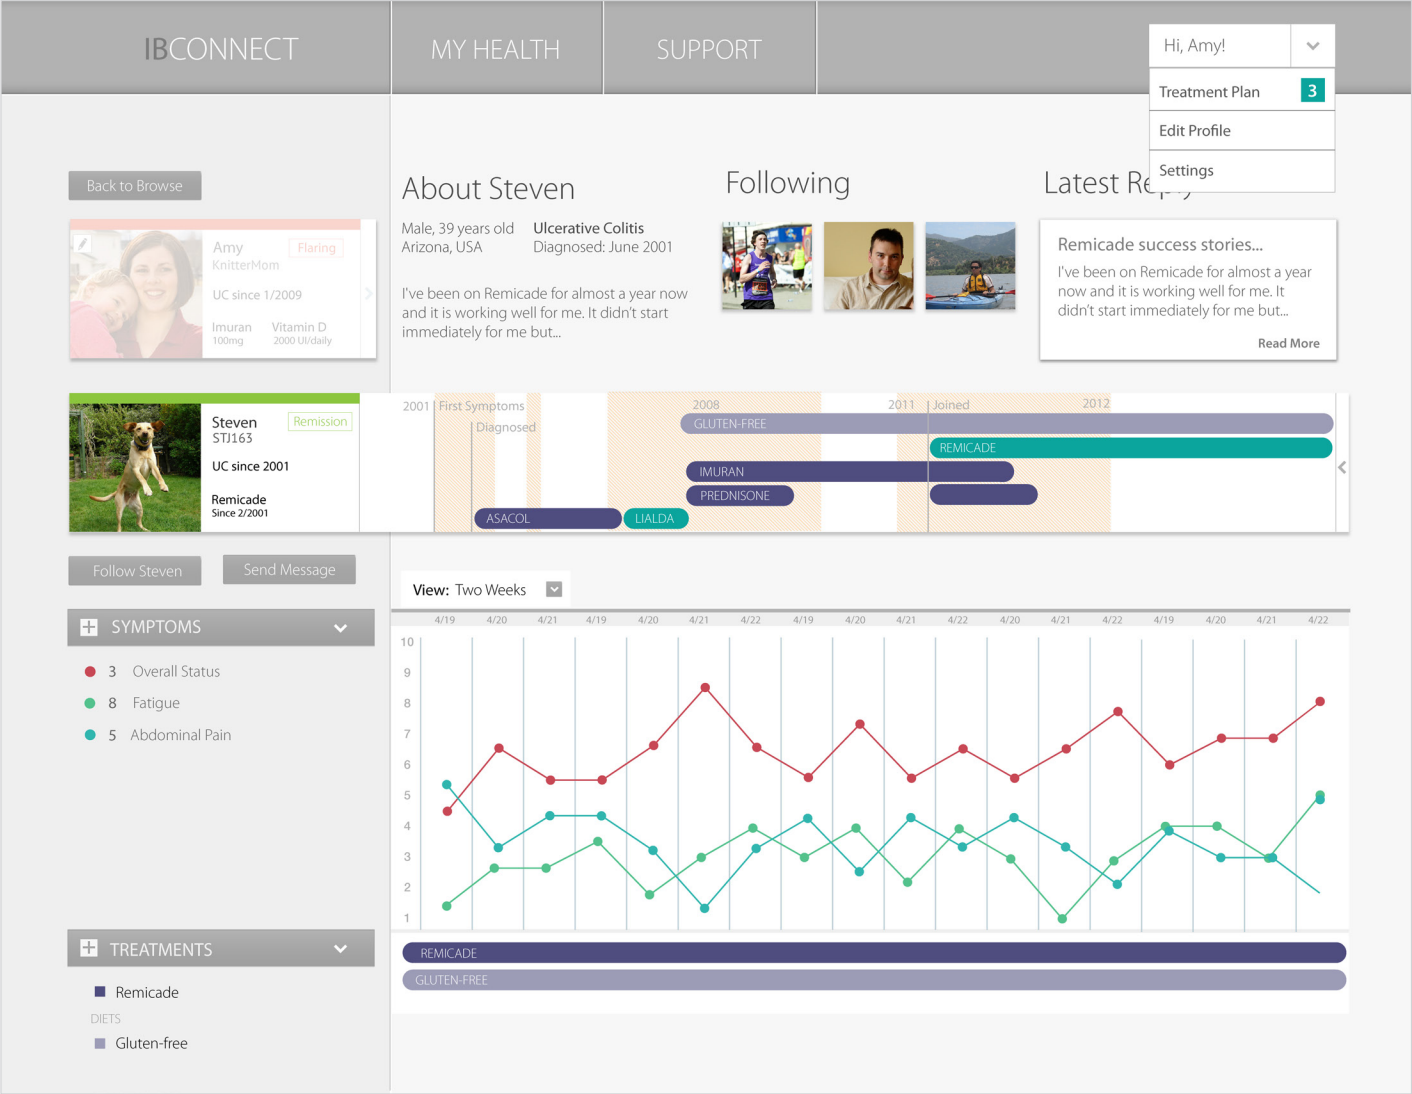 IBCONNECT
MY HEALTH
SUPPORT
Hi, Amy!
Treatment Plan 3
Edit Profile
Settings
Back to Browse
Amy Flaring
KnitterMom
UC since 1/2009
Imuran Vitamin D
100mg 2000 UI/daily
About Steven
Male, 39 years old Ulcerative Colitis
Arizona, USA Diagnosed: June 2001
I've been on Remicade for almost a year now
and it is working well for me. It didn't start
immediately for me but...
Following
Latest Reply
Remicade success stories...
I've been on Remicade for almost a year
now and it is working well for me. It
didn't start immediately for me but...
Read More
Steven Remission
STJ163
UC since 2001
Remicade
Since 2/2001
2001 First Symptoms 2008 2011 Joined 2012
Diagnosed
GLUTEN-FREE
REMICADE
IMURAN
PREDNISONE
ASACOL LIALDA
Follow Steven
Send Message
View: Two Weeks
SYMPTOMS
3 Overall Status
8 Fatigue
5 Abdominal Pain
4/19 4/20 4/21 4/19 4/20 4/21 4/22 4/19 4/20 4/21 4/22 4/20 4/21 4/22 4/19 4/20 4/21 4/22
10
9
8
7
6
5
4
3
2
1
REMICADE
GLUTEN-FREE
TREATMENTS
Remicade
DIETS
Gluten-free